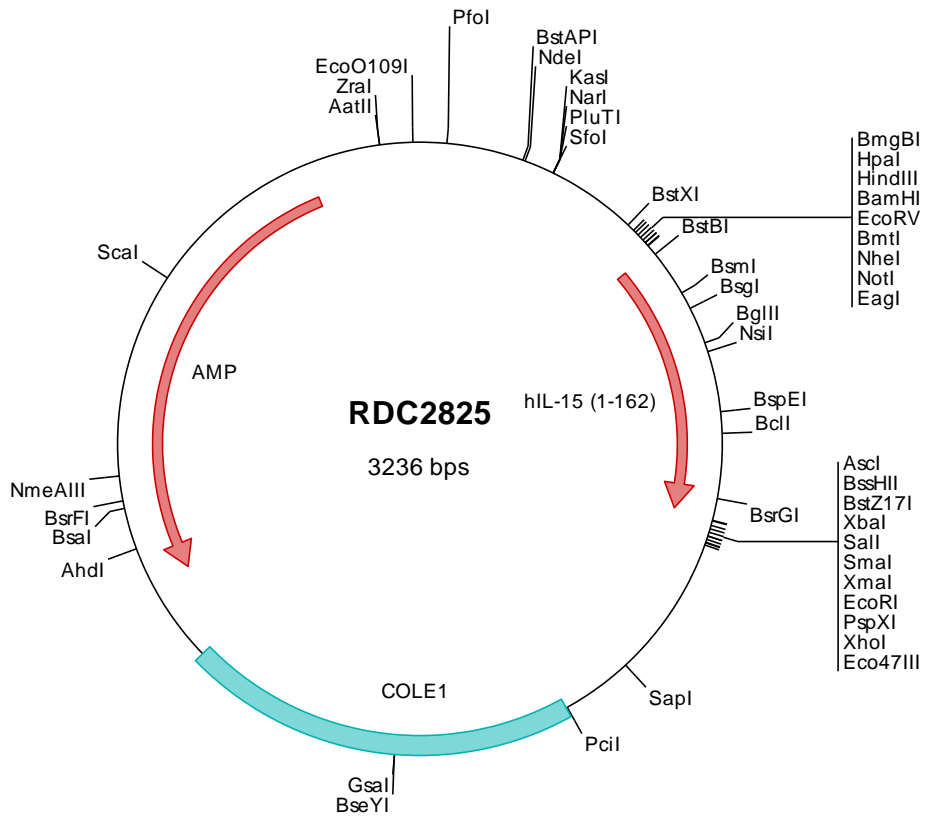 PfoI
EcoO109I
ZraI
AatII
BstAPI
NdeI
KasI
NarI
PluTI
SfoI
BmgBI
HpaI
HindIII
BamHI
EcoRV
BmtI
NheI
NotI
EagI
BstXI
BstBI
BsmI
BsgI
BglII
NsiI
BspEI
BclI
ScaI
AMP
hIL-15 (1-162)
RDC2825
3236 bps
NmeAIII
BsrFI
BsaI
AhdI
BsrGI
AscI
BssHII
BstZ17I
XbaI
SalI
SmaI
XmaI
EcoRI
PspXI
XhoI
Eco47III
COLE1
SapI
PciI
GsaI
BseYI